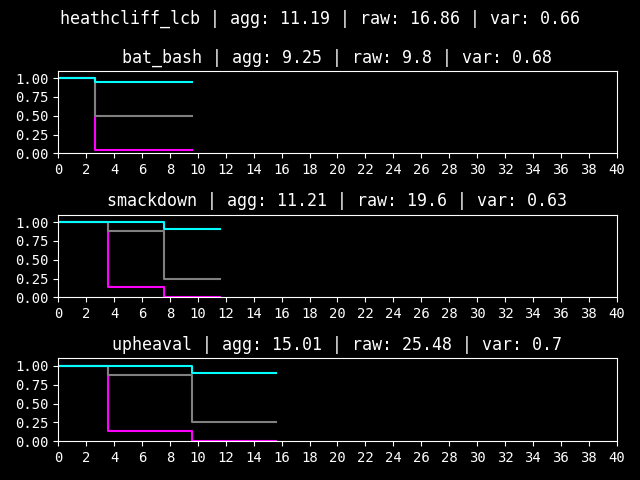 heathcliff_lcb | agg: 11.19 | raw: 16.86 | var: 0.66
bat_bash | agg: 9.25 | raw: 9.8 | var: 0.68
1.00
0.75
0.50
0.25
0.00
0 2 4 6 8 10 12 14 16 18 20 22 24 26 28 30 32 34 36 38 40
smackdown | agg: 11.21 | raw: 19.6 | var: 0.63
1.00
0.75
0.50
0.25
0.00
0 2 4 6 8 10 12 14 16 18 20 22 24 26 28 30 32 34 36 38 40
upheaval | agg: 15.01 | raw: 25.48 | var: 0.7
1.00
0.75
0.50
0.25
0.00
0 2 4 6 8 10 12 14 16 18 20 22 24 26 28 30 32 34 36 38 40